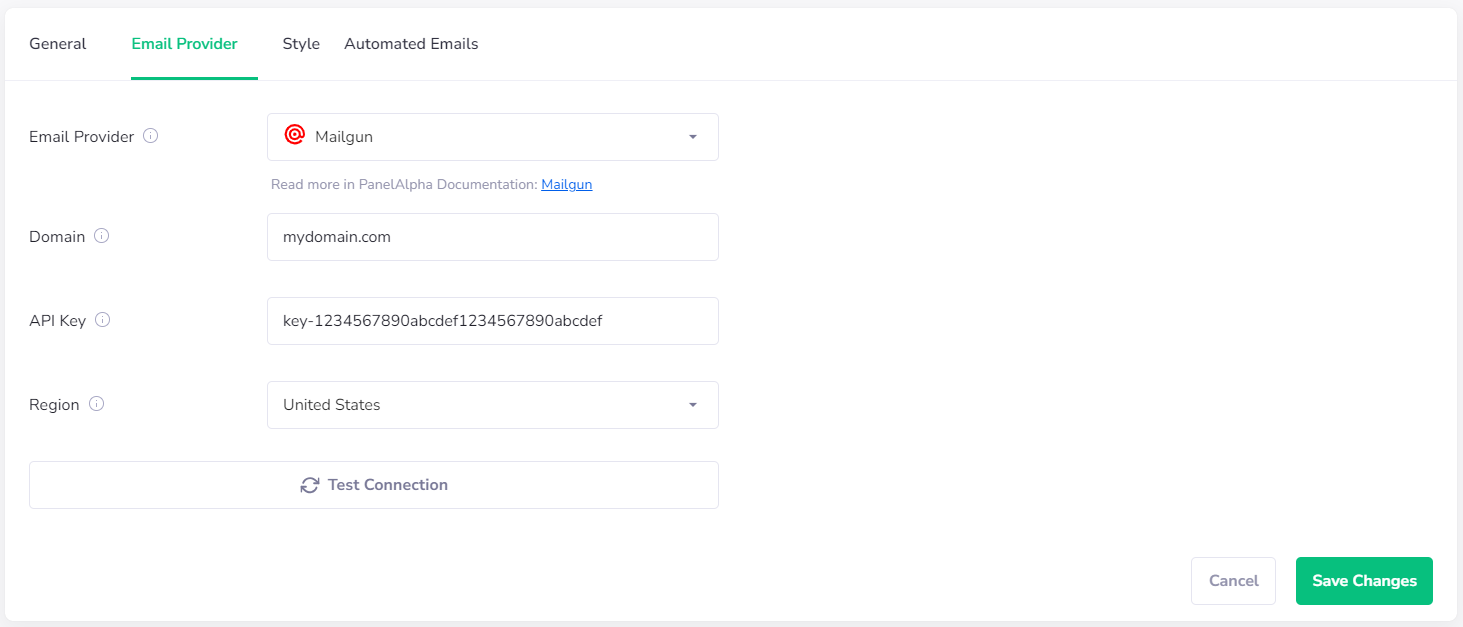 General Email Provider Style Automated Emails
Email Provider Mailgun
Read more in PanelAlpha Documentation: Mailgun
Domain mydomain.com
API Key key-1234567890abcdef1234567890abcdef
Region United States
Test Connection
Cancel Save Changes